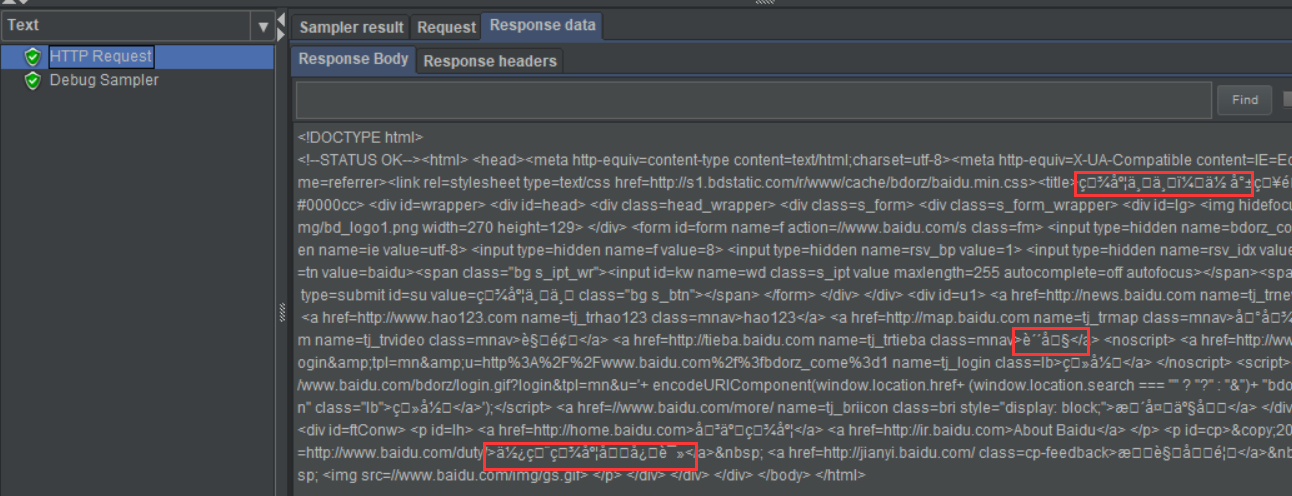 Text
Sampler result Request Response data
HTTP Request
Response Body Response headers
Debug Sampler
Find
<!DOCTYPE html>
<!--STATUS OK--><html> <head><meta http-equiv=content-type content=text/html;charset=utf-8><meta http-equiv=X-UA-Compatible content=IE=Ed
me=referrer><link rel=stylesheet type=text/css href=http://s1.bdstatic.com/r/www/cache/bdorz/baidu.min.css><title>ç□¾åº¦ä¸□ä¸□ï¼□ä½ å°±ç□¥é
#0000cc> <div id=wrapper> <div id=head> <div class=head_wrapper> <div class=s_form> <div class=s_form_wrapper> <div id=lg> <img hidefocu
mg/bd_logo1.png width=270 height=129> </div> <form id=form name=f action=//www.baidu.com/s class=fm> <input type=hidden name=bdorz_co
en name=ie value=utf-8> <input type=hidden name=f value=8> <input type=hidden name=rsv_bp value=1> <input type=hidden name=rsv_idx value
=tn value=baidu><span class="bg s_ipt_wr"><input id=kw name=wd class=s_ipt value maxlength=255 autocomplete=off autofocus></span><spa
type=submit id=su value=ç□¾åº¦ä¸□ä¸□ class="bg s_btn"></span> </form> </div> </div> <div id=u1> <a href=http://news.baidu.com name=tj_trne
<a href=http://www.hao123.com name=tj_trhao123 class=mnav>hao123</a> <a href=http://map.baidu.com name=tj_trmap class=mnav>å□°å□¾
m name=tj_trvideo class=mnav>è§□é¢□</a> <a href=http://tieba.baidu.com name=tj_trtieba class=mnav>è´´å□§</a> <noscript> <a href=http://ww
ogin&amp;tpl=mn&amp;u=http%3A%2F%2Fwww.baidu.com%2f%3fbdorz_come%3d1 name=tj_login class=lb>ç□»å½□</a> </noscript> <script>
/www.baidu.com/bdorz/login.gif?login&tpl=mn&u='+ encodeURIComponent(window.location.href+ (window.location.search === "" ? "?" : "&")+ "bdo
n" class="lb">ç□»å½□</a>');</script> <a href=//www.baidu.com/more/ name=tj_briicon class=bri style="display: block;">æ□´å¤□äº§å□□</a> </div
<div id=ftConw> <p id=lh> <a href=http://home.baidu.com>å□³äº□ç□¾åº¦</a> <a href=http://ir.baidu.com>About Baidu</a> </p> <p id=cp>&copy;20
=http://www.baidu.com/duty/>ä½¿ç□¨ç□¾åº¦å□□å¿□è¯»</a>&nbsp; <a href=http://jianyi.baidu.com/ class=cp-feedback>æ□□è§□å□□é¦□</a>&nb
sp; <img src=//www.baidu.com/img/gs.gif> </p> </div> </div> </div> </body> </html>